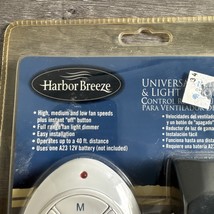 Harbor Breeze
UNIVERS
& LIGHT
CONTROL R
PARA VENTILADOR D
• High, medium and low fan speeds
plus instant "off" button
• Full range fan light dimmer
• Easy installation
• Operates up to a 40 ft. distance
• Uses one A23 12V battery (not included)
• Velocidades del ventilador
y un botón de "apagado"
• Reductor de luz de gama
• Instalación fácil
• Funciona hasta una dista
• Requiere una batería A23
M